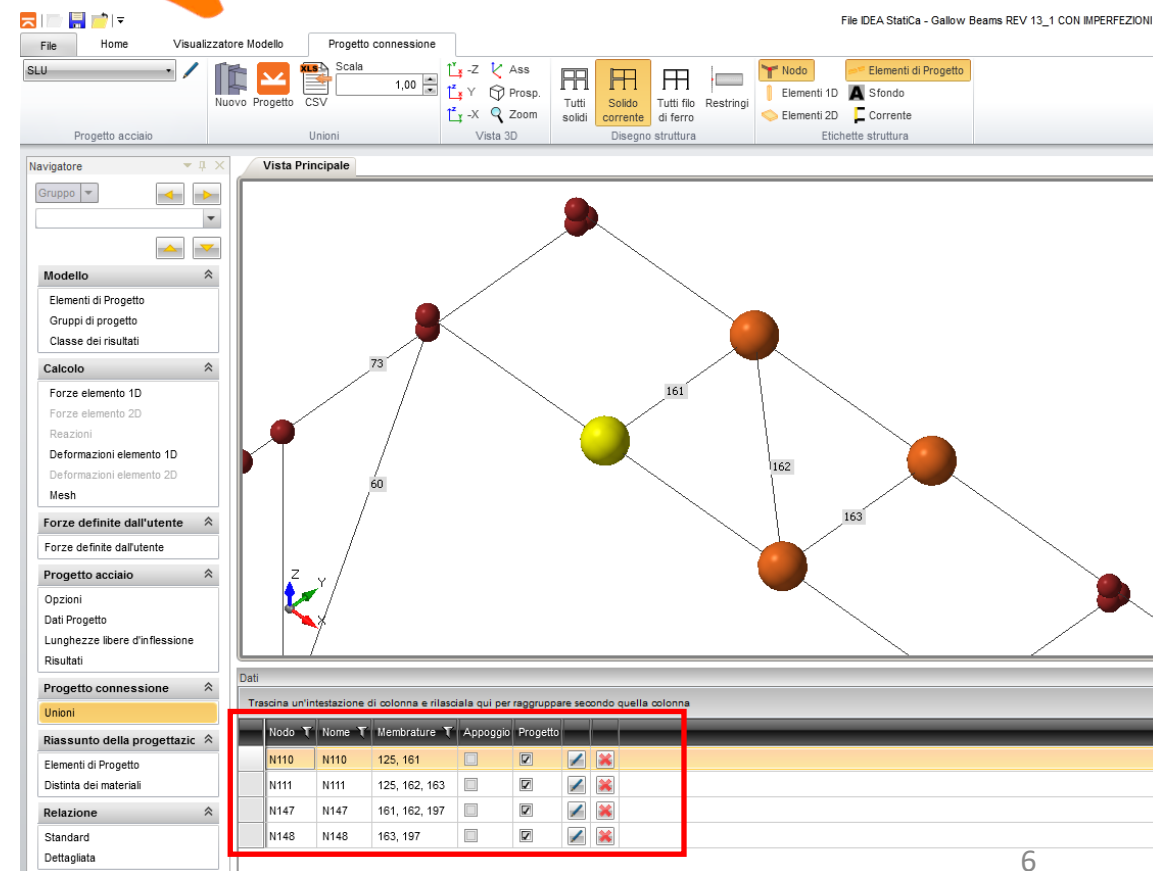 File IDEA StatiCa - Gallow Beams REV 13_1 CON IMPERFEZIONI
File Home Visualizzatore Modello Progetto connessione
SLU
Nuovo Progetto CSV
XLS
Scala
1,00
-Z Ass
Y Prosp.
-X Zoom
Tutti solidi
Solido corrente
Tutti filo di ferro
Restringi
Nodo Elementi di Progetto
Elementi 1D A Sfondo
Elementi 2D Corrente
Progetto acciaio Unioni Vista 3D Disegno struttura Etichette struttura
Navigatore
Gruppo
Modello
Elementi di Progetto
Gruppi di progetto
Classe dei risultati
Calcolo
Forze elemento 1D
Forze elemento 2D
Reazioni
Deformazioni elemento 1D
Deformazioni elemento 2D
Mesh
Forze definite dall'utente
Forze definite dall'utente
Progetto acciaio
Opzioni
Dati Progetto
Lunghezze libere d'inflessione
Risultati
Progetto connessione
Unioni
Riassunto della progettazic
Elementi di Progetto
Distinta dei materiali
Relazione
Standard
Dettagliata
Vista Principale
73
161
162
60
163
Z
Y
X
Dati
Trascina un'intestazione di colonna e rilasciala qui per raggruppare secondo quella colonna
Nodo Nome Membrature Appoggio Progetto
N110 N110 125, 161
N111 N111 125, 162, 163
N147 N147 161, 162, 197
N148 N148 163, 197
6